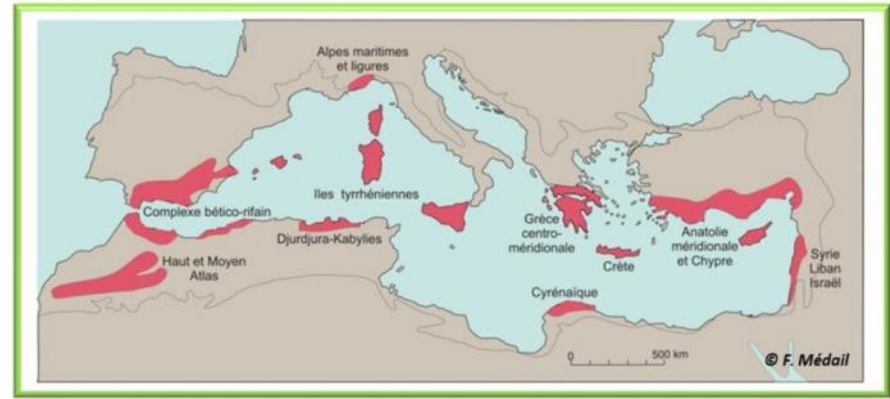 Alpes maritimes
et ligures
Complexe bético-rifain
Iles tyrrhéniennes
Djurdjura-Kabylies
Haut et Moyen
Atlas
Grèce
centro-
méridionale
Crète
Cyrénaïque
Anatolie
méridionale
et Chypre
Syrie
Liban
Israël
0 500 km
© F. Médail